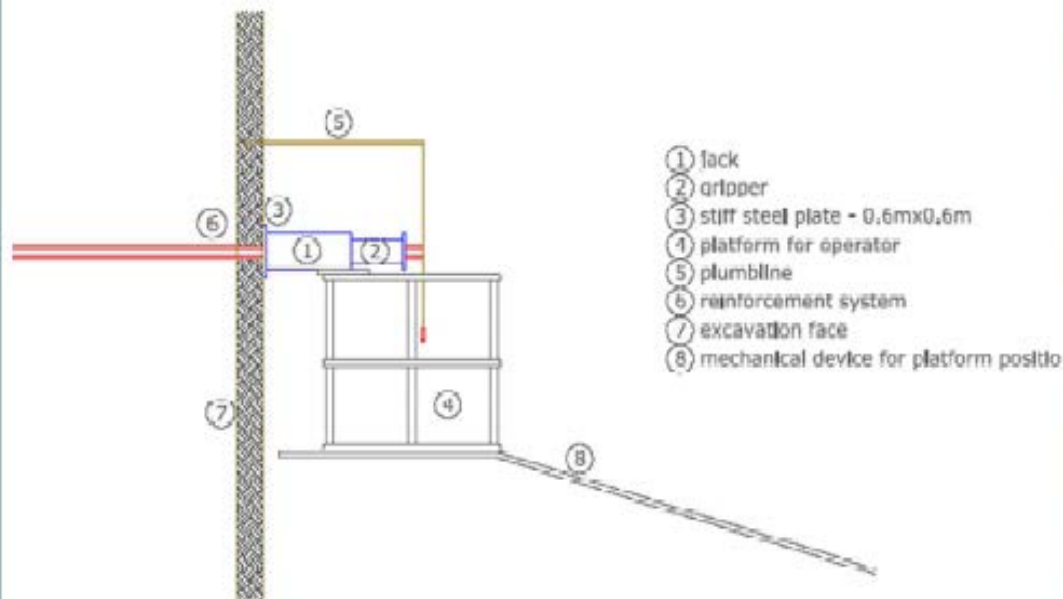 5
6
3
1
2
7
4
8
1 jack
2 gripper
3 stiff steel plate - 0.6mx0.6m
4 platform for operator
5 plumbline
6 reinforcement system
7 excavation face
8 mechanical device for platform positio